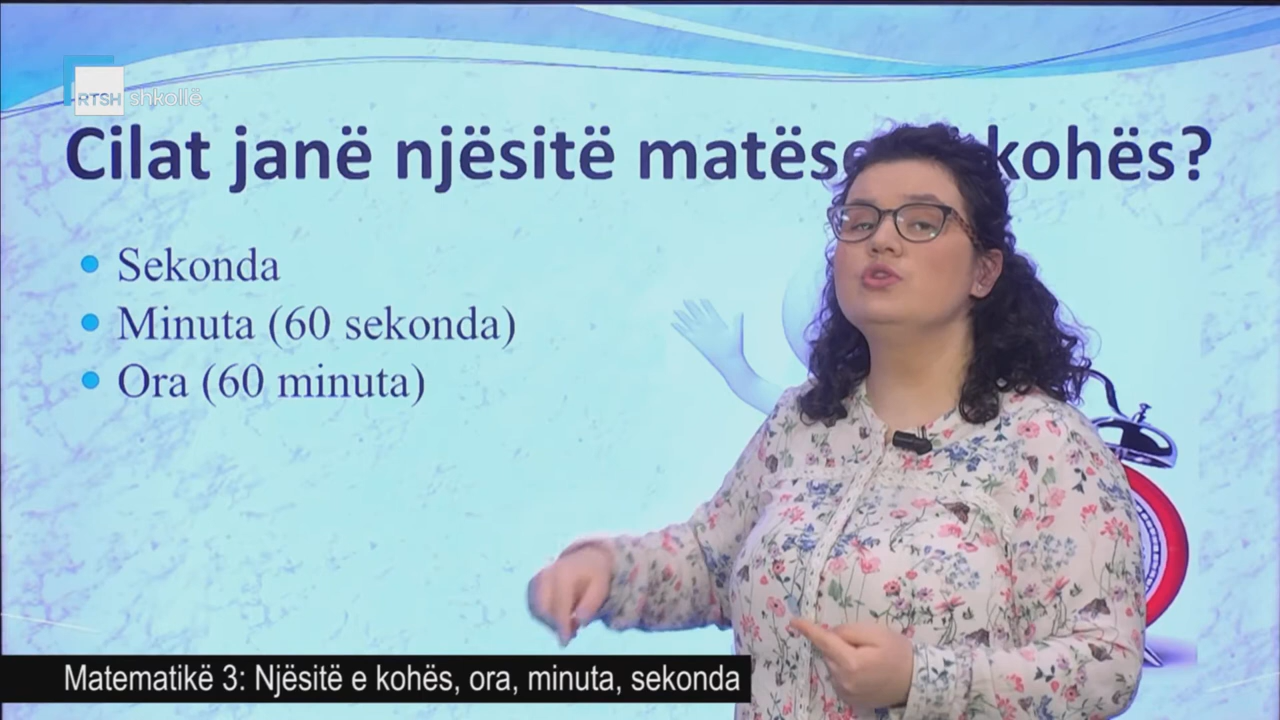 RTSH shkollë
Cilat janë njësitë matëse kohës?
Sekonda
Minuta (60 sekonda)
Ora (60 minuta)
Matematikë 3: Njësitë e kohës, ora, minuta, sekonda